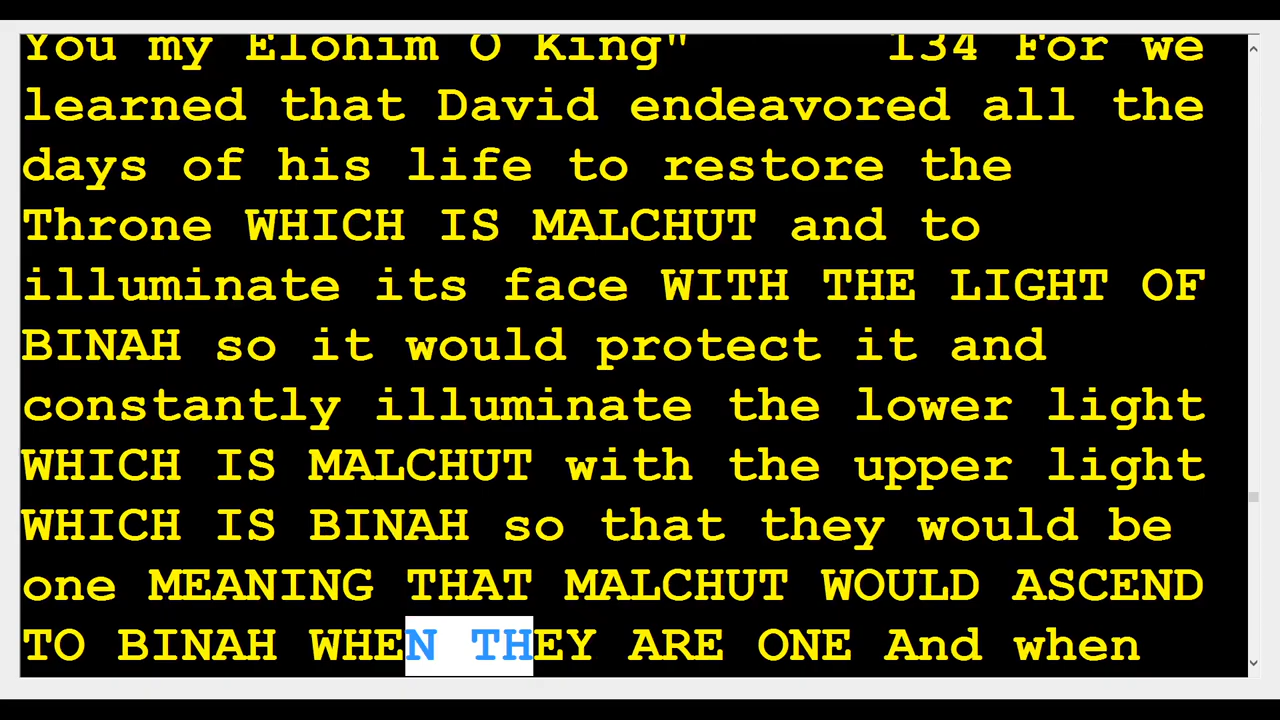 You my Elohim O King" 134 For we
learned that David endeavored all the
days of his life to restore the
Throne WHICH IS MALCHUT and to
illuminate its face WITH THE LIGHT OF
BINAH so it would protect it and
constantly illuminate the lower light
WHICH IS MALCHUT with the upper light
WHICH IS BINAH so that they would be
one MEANING THAT MALCHUT WOULD ASCEND
TO BINAH WHEN THEY ARE ONE And when